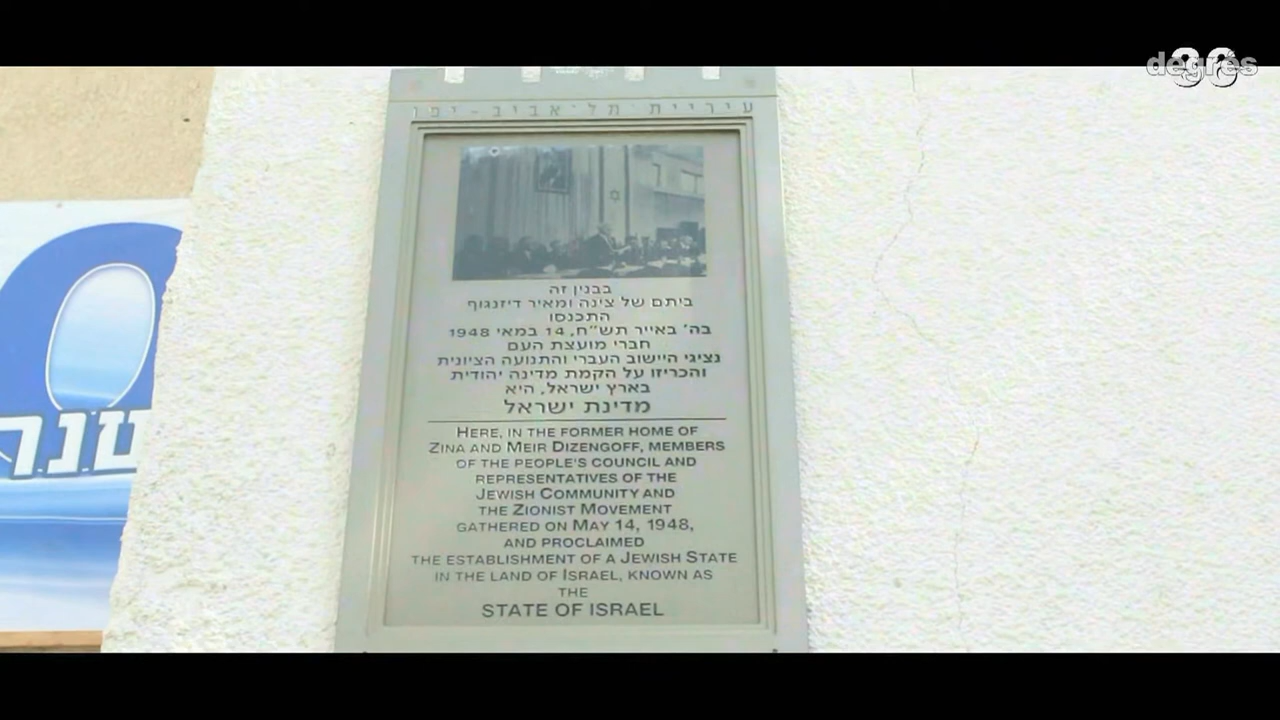 degrés
עיריית תל־אביב-יפו
בבנין זה
ביתם של צינה ומאיר דיזנגוף
התכנסו
בה' באייר תש״ח, 14 במאי 1948
חברי מועצת העם
נציגי היישוב העברי והתנועה הציונית
והכריזו על הקמת מדינה יהודית
בארץ ישראל, היא
מדינת ישראל
HERE, IN THE FORMER HOME OF
ZINA AND MEIR DIZENGOFF, MEMBERS
OF THE PEOPLE'S COUNCIL AND
REPRESENTATIVES OF THE
JEWISH COMMUNITY AND
THE ZIONIST MOVEMENT
GATHERED ON MAY 14, 1948,
AND PROCLAIMED
THE ESTABLISHMENT OF A JEWISH STATE
IN THE LAND OF ISRAEL, KNOWN AS
THE
STATE OF ISRAEL